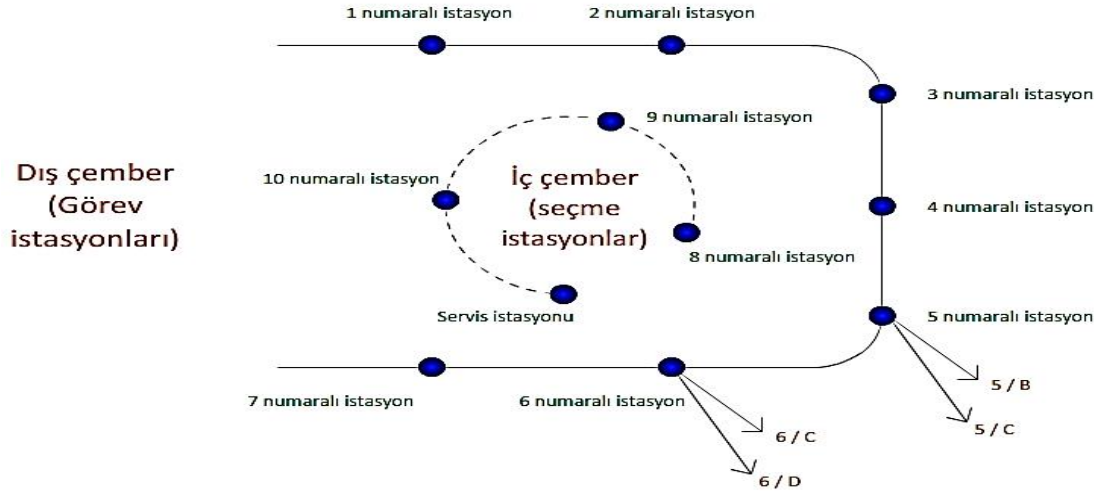 1 numaralı istasyon
2 numaralı istasyon
3 numaralı istasyon
9 numaralı istasyon
Dış çember
(Görev
istasyonları)
10 numaralı istasyon
İç çember
(seçme
istasyonlar)
4 numaralı istasyon
8 numaralı istasyon
Servis istasyonu
5 numaralı istasyon
7 numaralı istasyon
6 numaralı istasyon
5 / B
5 / C
6 / C
6 / D